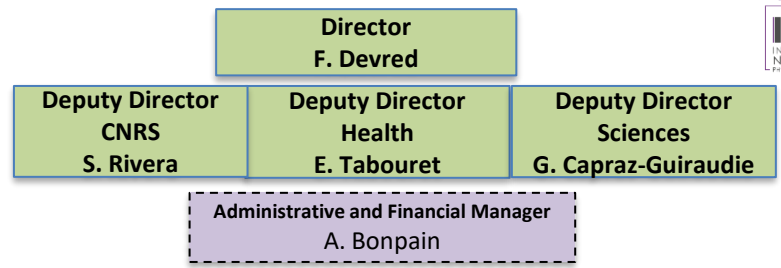 Director
F. Devred
Deputy Director
CNRS
S. Rivera
Deputy Director
Health
E. Tabouret
Deputy Director
Sciences
G. Capraz-Guiraudie
Administrative and Financial Manager
A. Bonpain